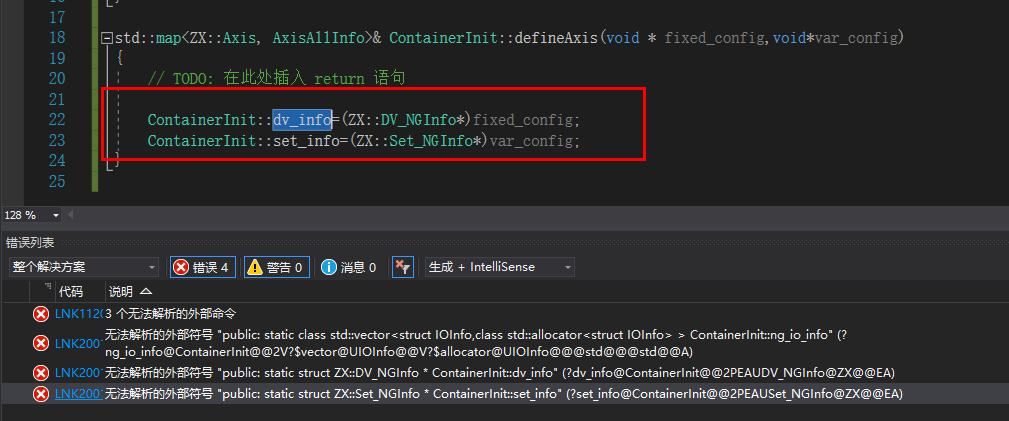 17
18 std::map<ZX::Axis, AxisAllInfo>& ContainerInit::defineAxis(void * fixed_config,void*var_config)
19 {
20 // TODO: 在此处插入 return 语句
21
22 ContainerInit::dv_info=(ZX::DV_NGInfo*)fixed_config;
23 ContainerInit::set_info=(ZX::Set_NGInfo*)var_config;
24 }
25
128 %
错误列表
整个解决方案 错误 4 警告 0 消息 0 生成 + IntelliSense
代码 说明
LNK1120 3 个无法解析的外部命令
无法解析的外部符号 "public: static class std::vector<struct IOInfo,class std::allocator<struct IOInfo> > ContainerInit::ng_io_info" (?
LNK2001 ng_io_info@ContainerInit@@2V?$vector@UIOInfo@@V?$allocator@UIOInfo@@@std@@@std@@A)
LNK2001 无法解析的外部符号 "public: static struct ZX::DV_NGInfo * ContainerInit::dv_info" (?dv_info@ContainerInit@@2PEAUDV_NGInfo@ZX@@EA)
LNK2001 无法解析的外部符号 "public: static struct ZX::Set_NGInfo * ContainerInit::set_info" (?set_info@ContainerInit@@2PEAUSet_NGInfo@ZX@@EA)